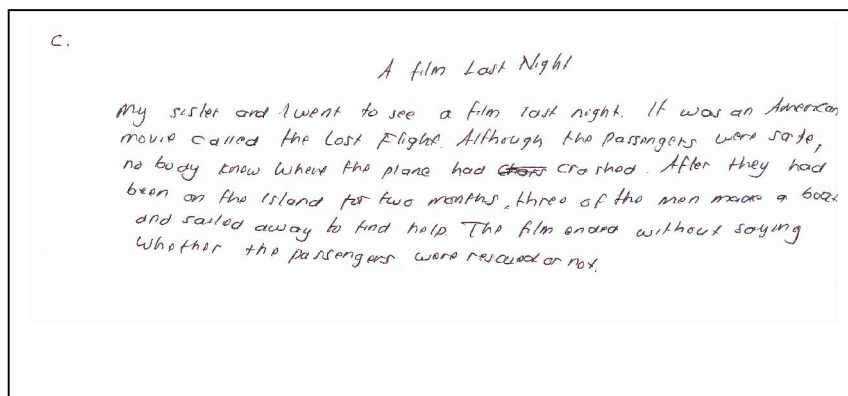 C.
A film Last Night
My sister and I went to see a film last night. It was an American
movie called the Lost Flight. Although the passengers were safe,
no body know where the plane had crashed. After they had
been on the island for two months, three of the men made a boat
and sailed away to find help The film ended without saying
whether the passengers were rescued or not.